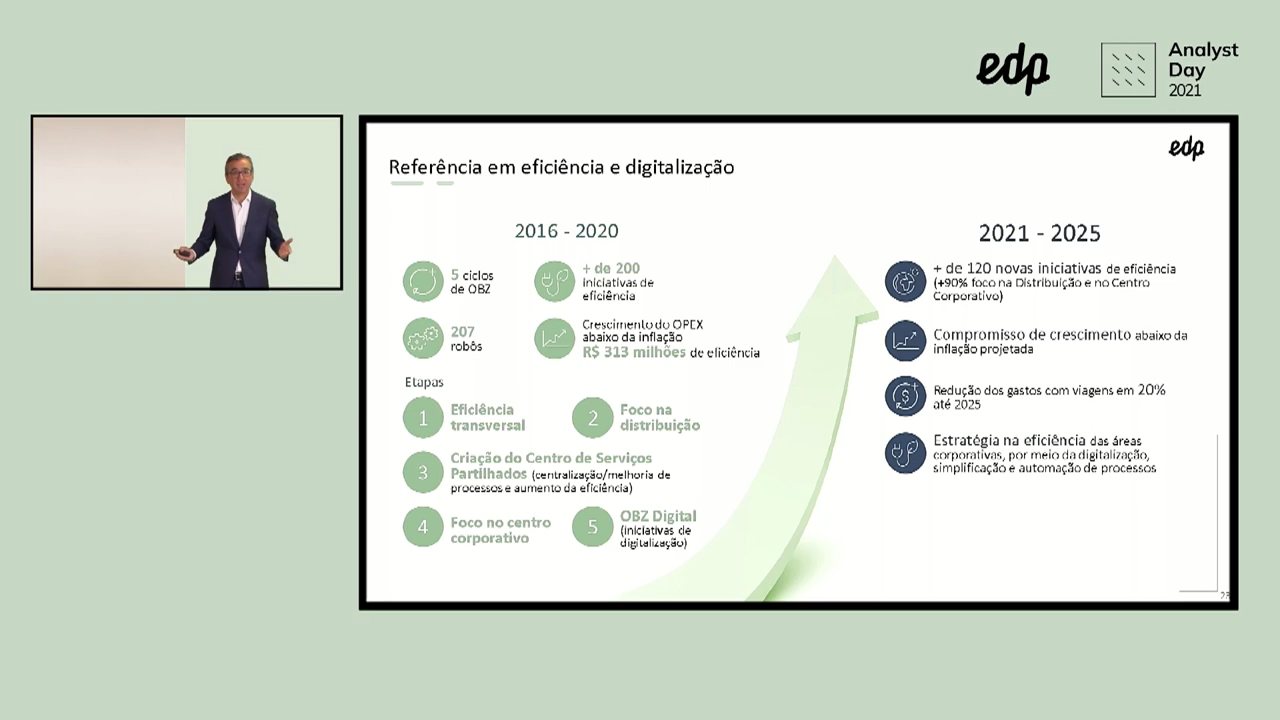 edp
Analyst
Day
2021
edp
Referência em eficiência e digitalização
2016 - 2020
5 ciclos
de OBZ
+ de 200
iniciativas de
eficiência
207
robôs
Crescimento do OPEX
abaixo da inflação
R$ 313 milhões de eficiência
Etapas
1
Eficiência
transversal
2
Foco na
distribuição
3
Criação do Centro de Serviços
Partilhados (centralização/melhoria de
processos e aumento da eficiência)
4
Foco no centro
corporativo
5
OBZ Digital
(iniciativas de
digitalização)
2021 - 2025
+ de 120 novas iniciativas de eficiência
(+90% foco na Distribuição e no Centro
Corporativo)
Compromisso de crescimento abaixo da
inflação projetada
$
Redução dos gastos com viagens em 20%
até 2025
Estratégia na eficiência das áreas
corporativas, por meio da digitalização,
simplificação e automação de processos